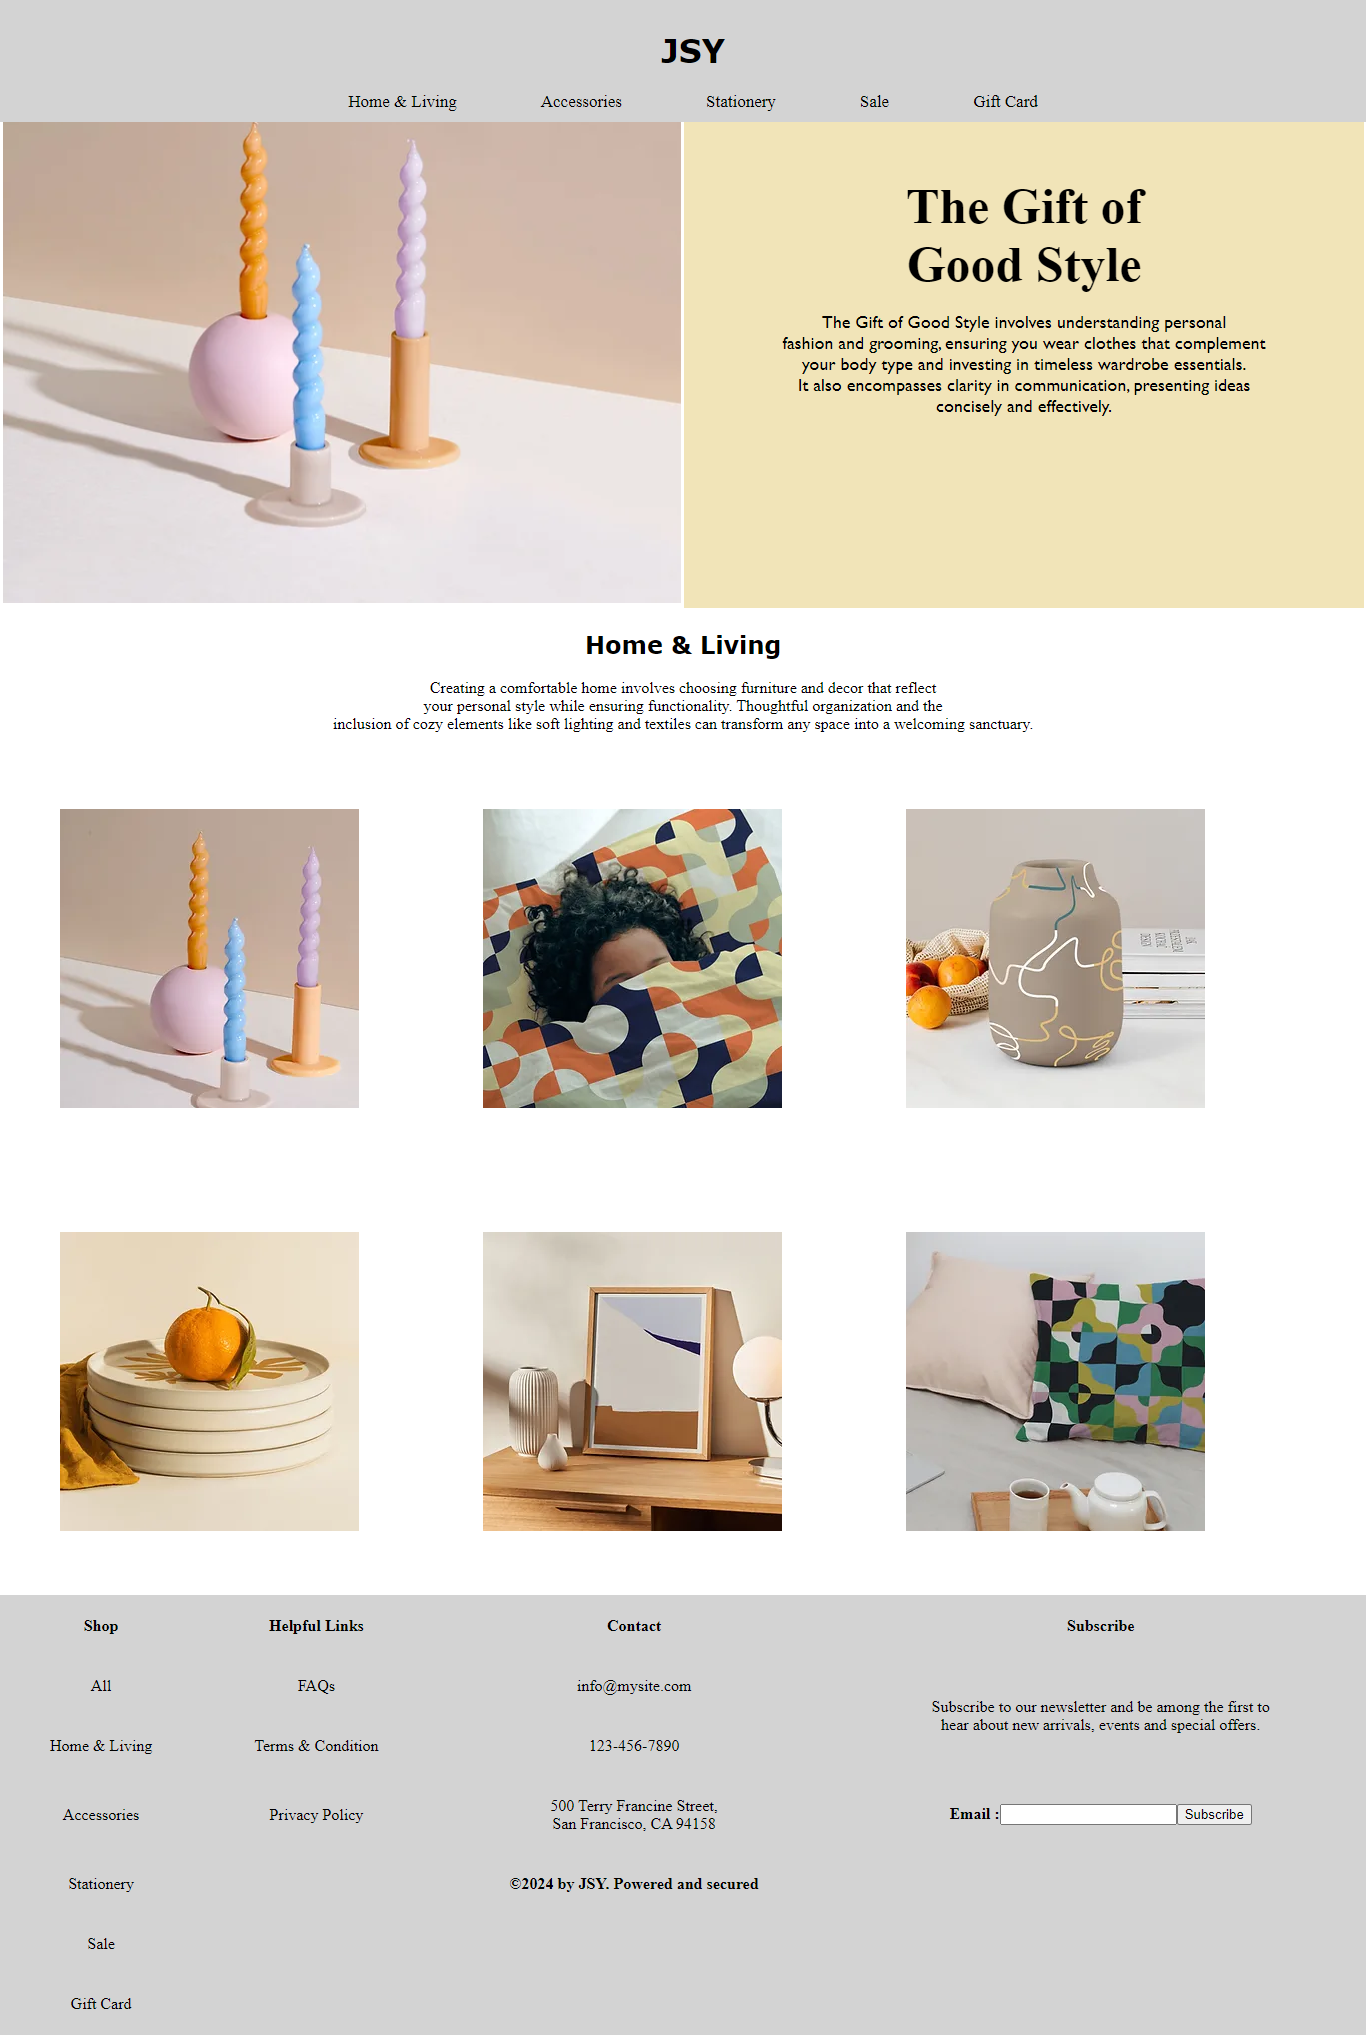 JSY
Home & Living
Accessories
Stationery
Sale
Gift Card
The Gift of
Good Style
The Gift of Good Style involves understanding personal
fashion and grooming, ensuring you wear clothes that complement
your body type and investing in timeless wardrobe essentials.
It also encompasses clarity in communication, presenting ideas
concisely and effectively.
Home & Living
Creating a comfortable home involves choosing furniture and decor that reflect
your personal style while ensuring functionality. Thoughtful organization and the
inclusion of cozy elements like soft lighting and textiles can transform any space into a welcoming sanctuary.
Shop
All
Home & Living
Accessories
Stationery
Sale
Gift Card
Helpful Links
FAQs
Terms & Condition
Privacy Policy
Contact
info@mysite.com
123-456-7890
500 Terry Francine Street,
San Francisco, CA 94158
©2024 by JSY. Powered and secured
Subscribe
Subscribe to our newsletter and be among the first to
hear about new arrivals, events and special offers.
Email :
Subscribe